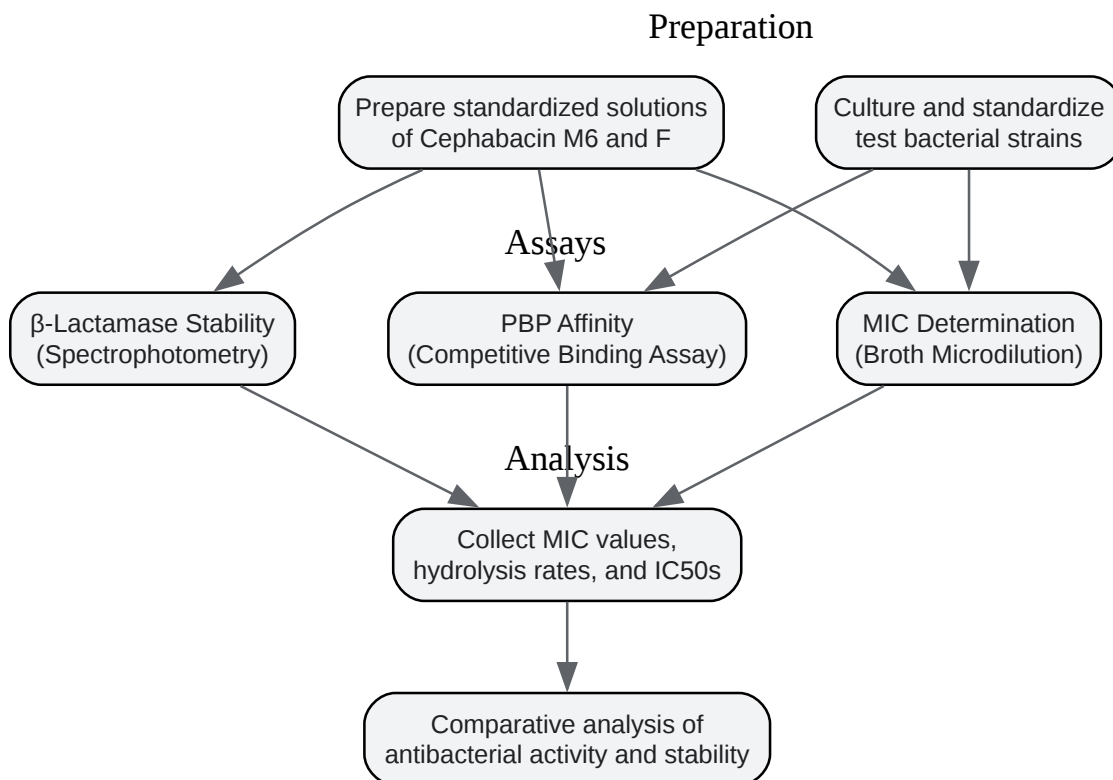 Preparation
Prepare standardized solutions
of Cephabacin M6 and F
Culture and standardize
test bacterial strains
Assays
β-Lactamase Stability
(Spectrophotometry)
PBP Affinity
(Competitive Binding Assay)
MIC Determination
(Broth Microdilution)
Analysis
Collect MIC values,
hydrolysis rates, and IC50s
Comparative analysis of
antibacterial activity and stability